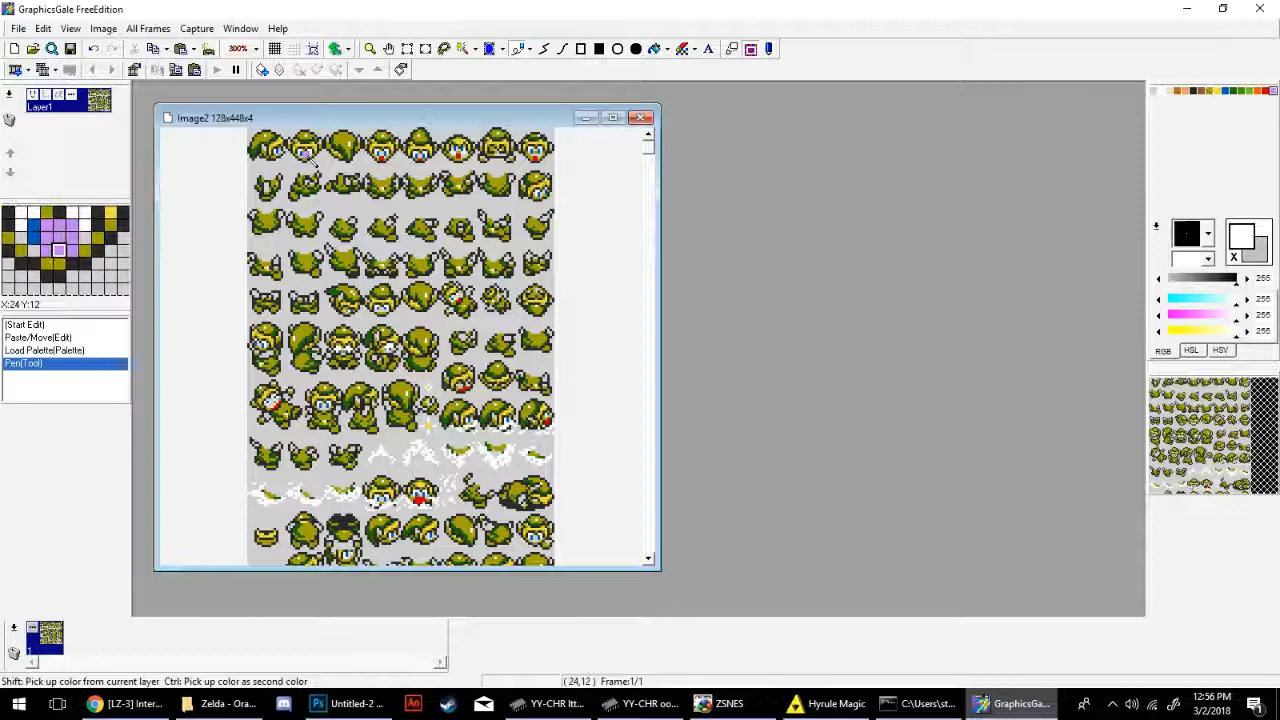 GraphicsGale FreeEdition
File Edit View Image All Frames Capture Window Help
300%
Layer1
Image2 128x448x4
X:24 Y:12
(Start Edit)
Paste/Move(Edit)
Load Palette(Palette)
Pen(Tool)
X
255
255
255
255
RGB HSL HSV
1
Shift: Pick up color from current layer Ctrl: Pick up color as second color
( 24,12) Frame:1/1
[LZ-3] Inter...
Zelda - Ora...
Ps
Untitled-2 ...
An
YY-CHR ltt...
YY-CHR oo...
ZSNES
Hyrule Magic
C:\Users\st...
GraphicsGa...
12:56 PM
3/2/2018